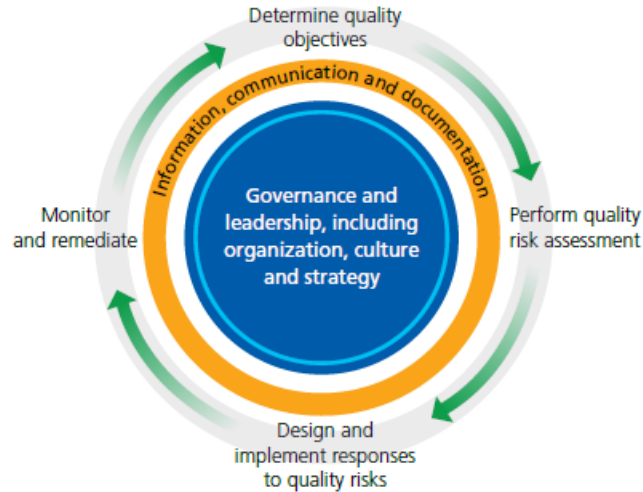 Determine quality
objectives
Information, communication and documentation
Governance and
leadership, including
organization, culture
and strategy
Monitor
and remediate
Perform quality
risk assessment
Design and
implement responses
to quality risks